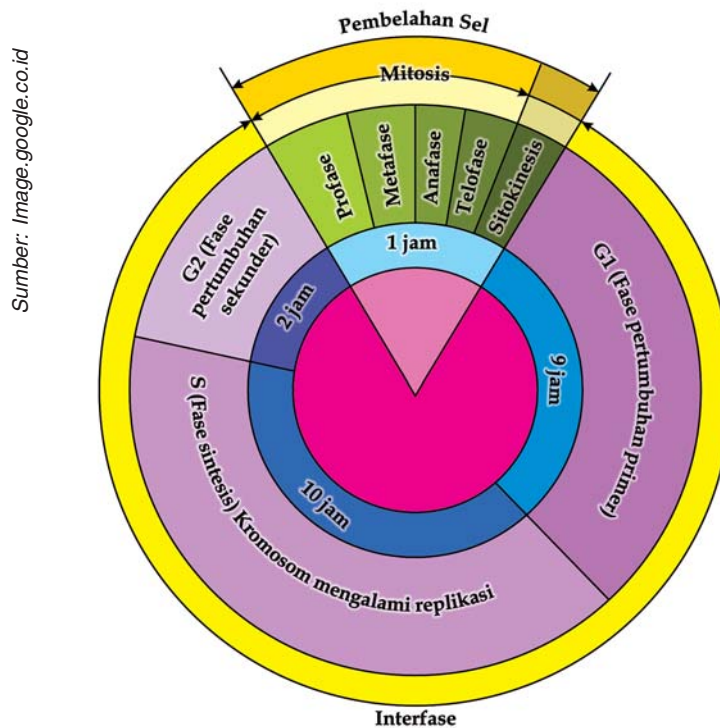 Sumber: Image.google.co.id
Pembelahan Sel
Mitosis
Profase
Metafase
Anafase
Telofase
Sitokinesis
1 jam
G2 (Fase
pertumbuhan
sekunder)
2 jam
G1 (Fase pertumbuhan primer)
9 jam
S (Fase sintesis) Kromosom mengalami replikasi
10 jam
Interfase